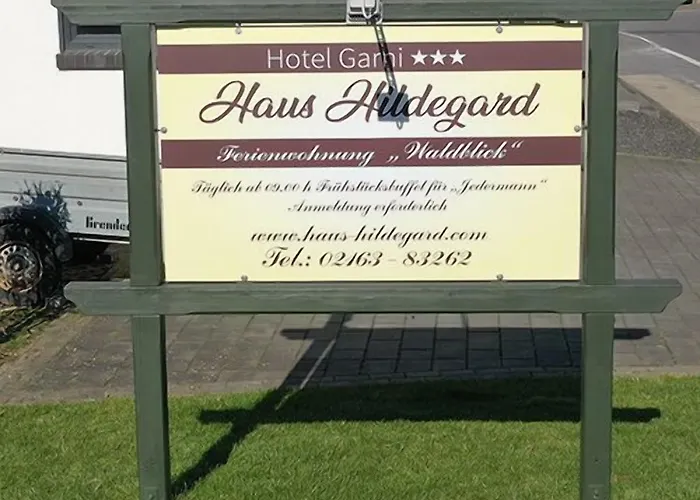 Hotel Garni ★★★
Haus Hildegard
Ferienwohnung „Waldblick“
Täglich ab 09.00 h Frühstücksbuffet für „Jedermann“
Anmeldung erforderlich
www.haus-hildegard.com
Tel.: 02163 - 83262